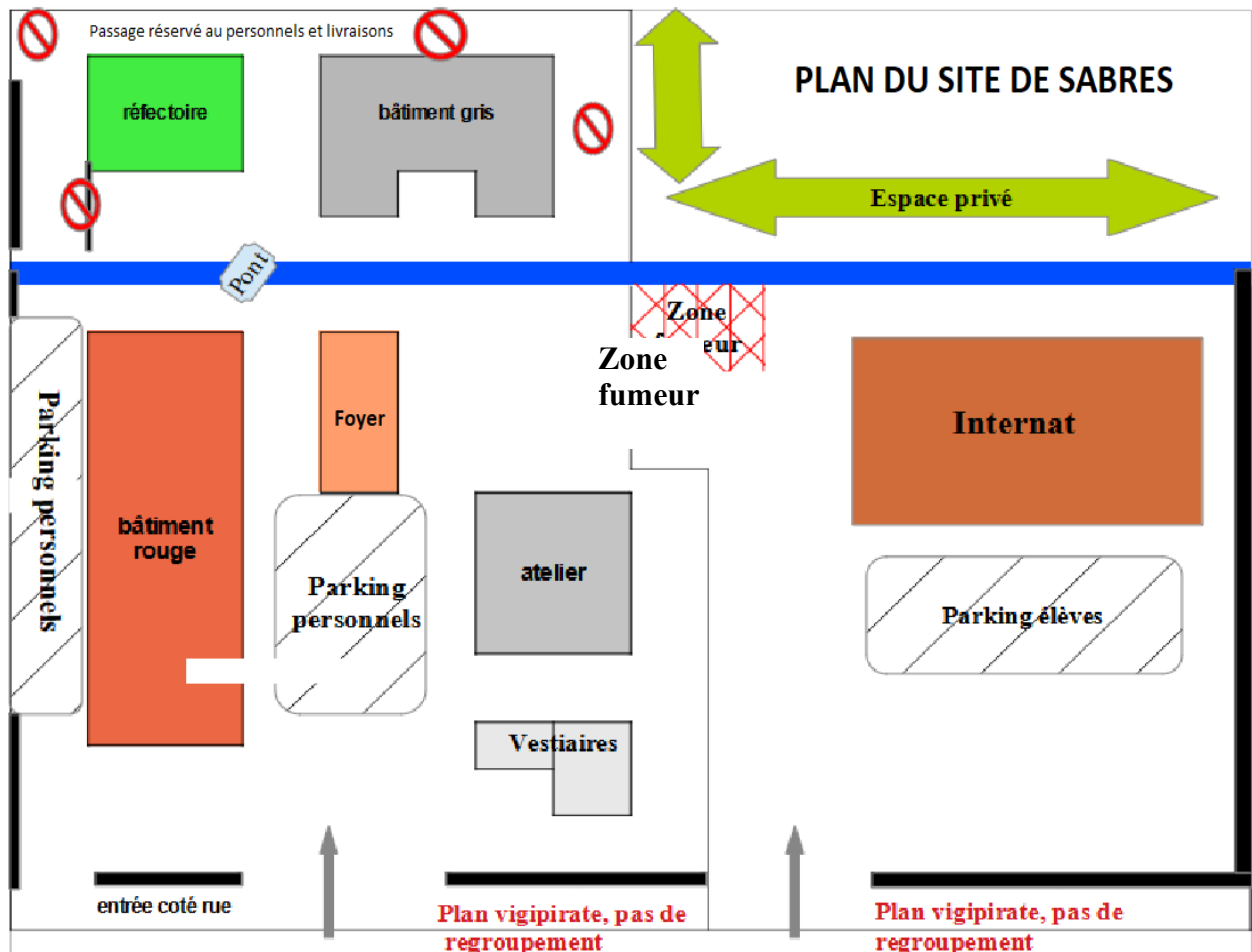 Passage réservé au personnels et livraisons
PLAN DU SITE DE SABRES
réfectoire
bâtiment gris
Espace privé
Pont
Zone
eur
Zone
fumeur
Parking personnels
Foyer
Internat
bâtiment
rouge
Parking
personnels
atelier
Parking élèves
Vestiaires
entrée coté rue
Plan vigipirate, pas de
regroupement
Plan vigipirate, pas de
regroupement